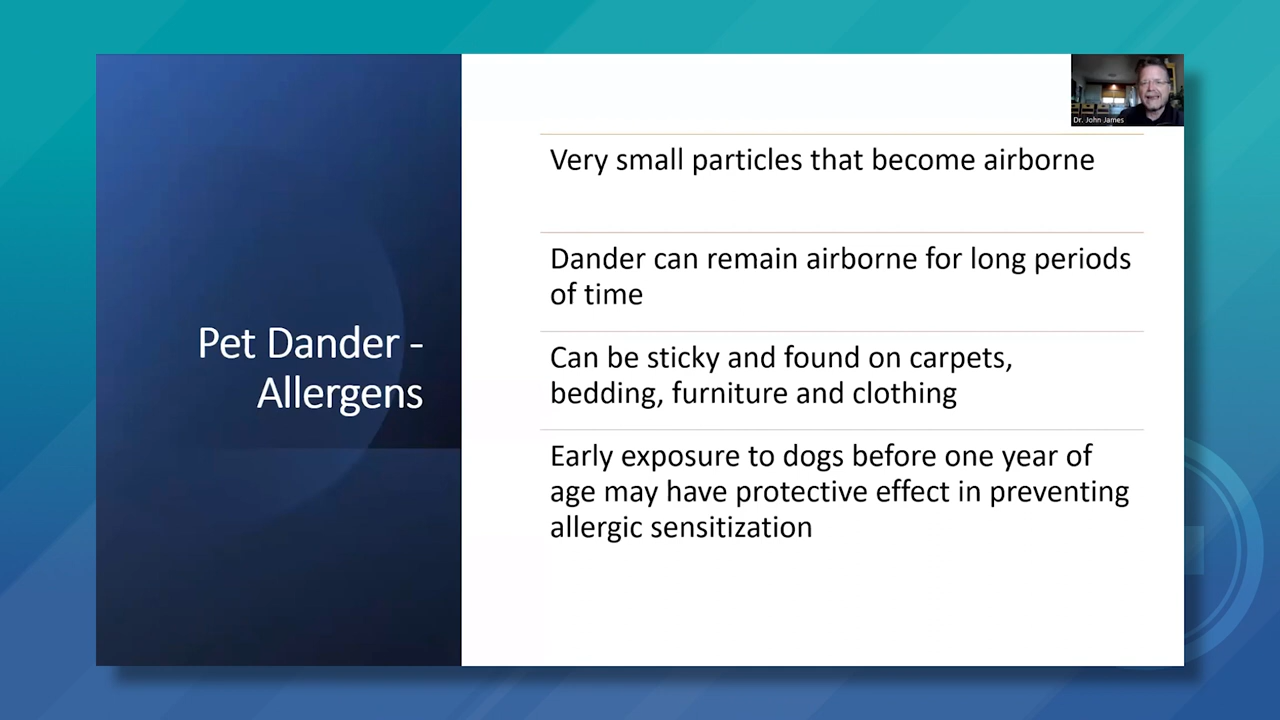 Dr. John James
Pet Dander -
Allergens
Very small particles that become airborne
Dander can remain airborne for long periods
of time
Can be sticky and found on carpets,
bedding, furniture and clothing
Early exposure to dogs before one year of
age may have protective effect in preventing
allergic sensitization